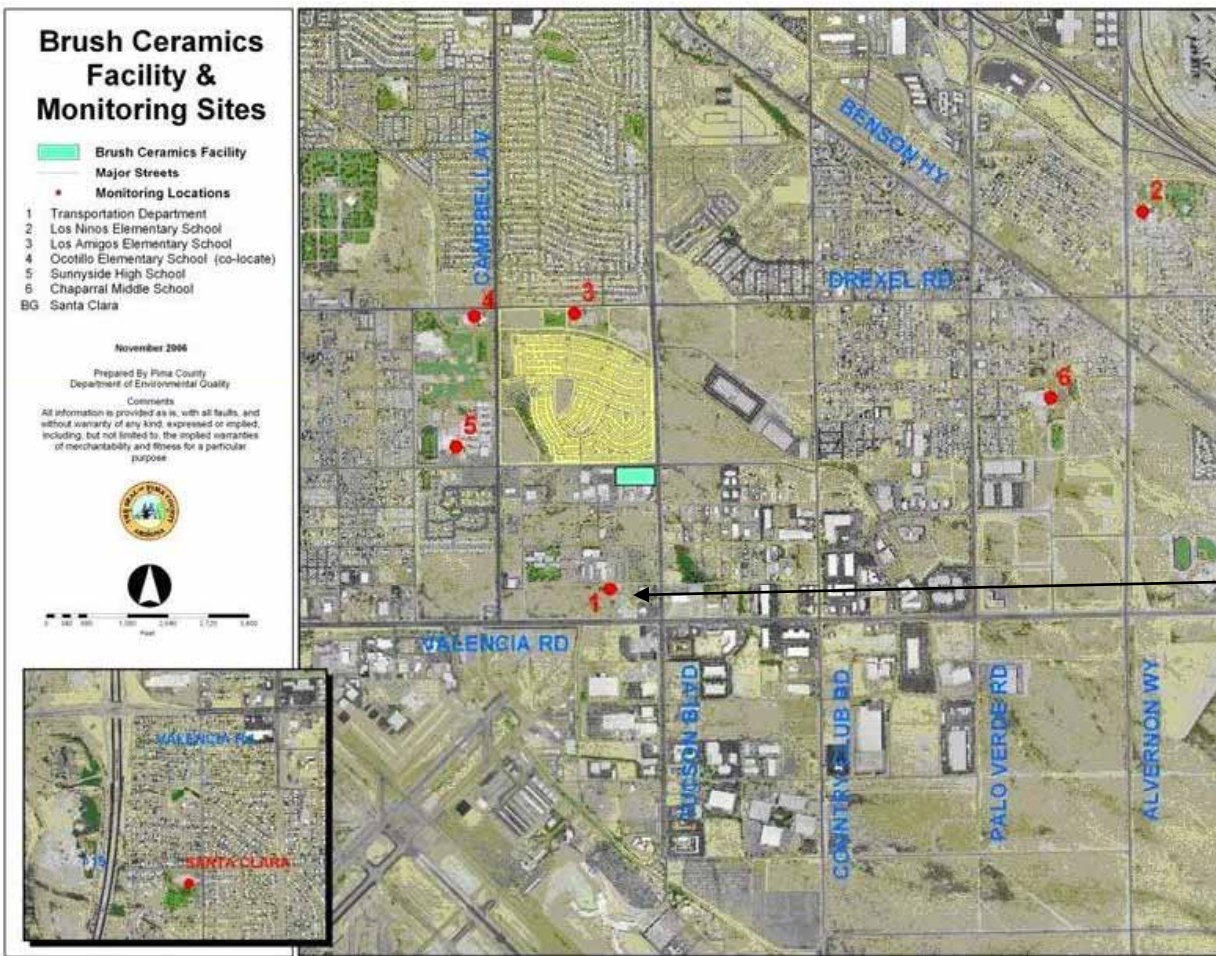 Brush Ceramics
Facility &
Monitoring Sites
Brush Ceramics Facility
Major Streets
Monitoring Locations
1 Transportation Department
2 Los Ninos Elementary School
3 Los Amigos Elementary School
4 Ocotillo Elementary School (co-locate)
5 Sunnyside High School
6 Chaparral Middle School
BG Santa Clara
November 2006
Prepared By Pima County
Department of Environmental Quality
Comments
All information is provided as is, with all faults, and
without warranty of any kind, expressed or implied,
including, but not limited to, the implied warranties
of merchantability and fitness for a particular
purpose
Feet
VALENCIA RD
SANTA CLARA
CAMPBELL AV
BENSON HY
2
DREXEL RD
4
3
6
5
1
VALENCIA RD
BLVD
PALO VERDE RD
ALVERNON WY